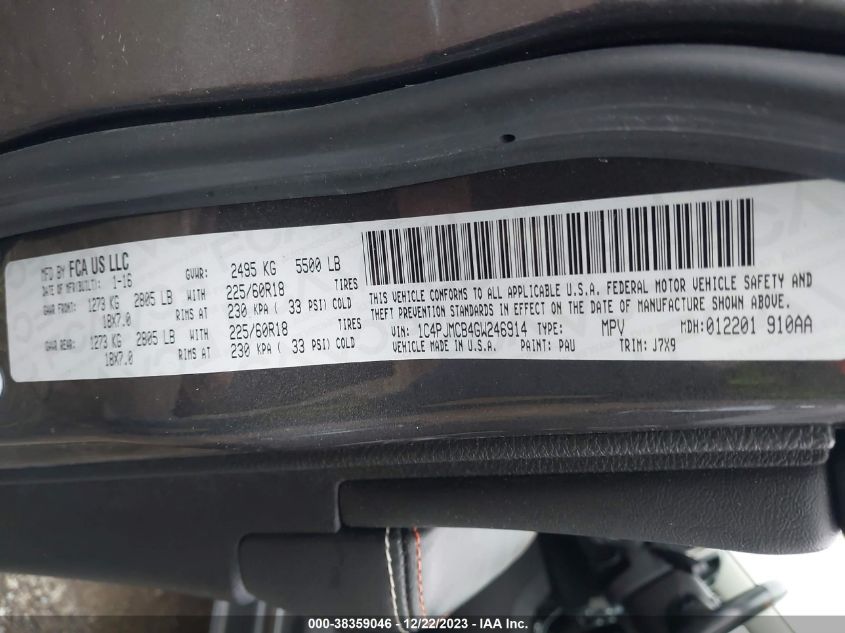 MFD BY FCA US LLC
DATE OF MFR(BUILT): 1-16
GVWR: 2495 KG 5500 LB
GAWR FRONT: 1273 KG 2805 LB WITH 225/60R18 TIRES
18X7.0 RIMS AT 230 KPA ( 33 PSI) COLD
GAWR REAR: 1273 KG 2805 LB WITH 225/60R18 TIRES
18X7.0 RIMS AT 230 KPA ( 33 PSI) COLD
THIS VEHICLE CONFORMS TO ALL APPLICABLE U.S.A. FEDERAL MOTOR VEHICLE SAFETY AND
THEFT PREVENTION STANDARDS IN EFFECT ON THE DATE OF MANUFACTURE SHOWN ABOVE.
VIN: 1C4PJMCB4GW246914 TYPE: MPV MDH:012201 910AA
VEHICLE MADE IN U.S.A. PAINT: PAU TRIM: J7X9
000-38359046 - 12/22/2023 - IAA Inc.